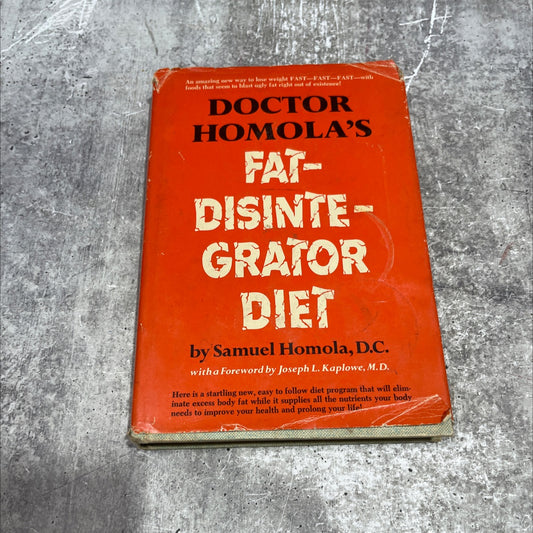 An amazing new way to lose weight FAST—FAST—FAST—with
foods that seem to blast ugly fat right out of existence!
DOCTOR
HOMOLA'S
FAT-
DISINTE-
GRATOR
DIET
by Samuel Homola, D.C.
with a Foreword by Joseph L. Kaplowe, M.D.
Here is a startling new, easy to follow diet program that will elim-
inate excess body fat while it supplies all the nutrients your body
needs to improve your health and prolong your life!